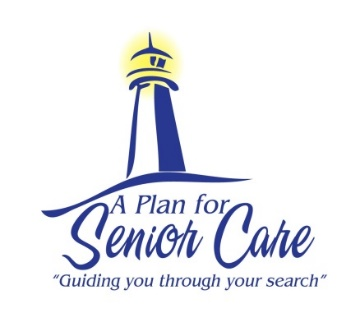 A Plan for
Senior Care
"Guiding you through your search"